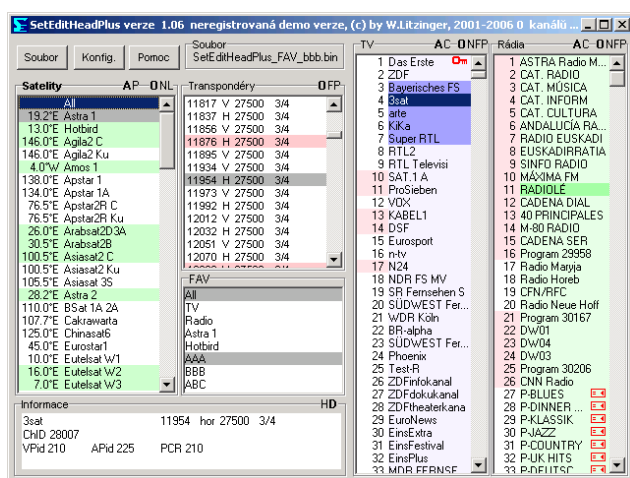 SetEditHeadPlus verze 1.06 neregistrovaná demo verze, (c) by W.Litzinger, 2001-2006 0 kanálů ...
Soubor
Konfig.
Pomoc
Soubor
SetEditHeadPlus_FAV_bbb.bin
Satelity AP - ONL
All
19.2°E Astra 1
13.0°E Hotbird
146.0°E Agila2 C
146.0°E Agila2 Ku
4.0°W Amos 1
138.0°E Apstar 1
134.0°E Apstar 1A
76.5°E Apstar2R C
76.5°E Apstar2R Ku
26.0°E Arabsat2D3A
30.5°E Arabsat2B
100.5°E Asiasat2 C
100.5°E Asiasat2 Ku
105.5°E Asiasat 3S
28.2°E Astra 2
110.0°E BSat 1A 2A
107.7°E Cakrawarta
125.0°E Chinasat6
45.0°E Eurostar1
10.0°E Eutelsat W1
16.0°E Eutelsat W2
7.0°E Eutelsat W3
Transpondéry OFP
11817 V 27500 3/4
11837 H 27500 3/4
11856 V 27500 3/4
11876 H 27500 3/4
11895 V 27500 3/4
11934 V 27500 3/4
11954 H 27500 3/4
11973 V 27500 3/4
11992 H 27500 3/4
12012 V 27500 3/4
12032 H 27500 3/4
12051 V 27500 3/4
12070 H 27500 3/4
FAV
All
TV
Radio
Astra 1
Hotbird
AAA
BBB
ABC
Informace HD
3sat 11954 hor 27500 3/4
ChID 28007
VPid 210 APid 225 PCR 210
TV AC-ONFP
1 Das Erste
2 ZDF
3 Bayerisches FS
4 3sat
5 arte
6 KiKa
7 Super RTL
8 RTL2
9 RTL Televisi
10 SAT.1 A
11 ProSieben
12 VOX
13 KABEL1
14 DSF
15 Eurosport
16 n-tv
17 N24
18 NDR FS MV
19 SR Fernsehen S
20 SÜDWEST Fer...
21 WDR Köln
22 BR-alpha
23 SÜDWEST Fer...
24 Phoenix
25 Test-R
26 ZDFinfokanal
27 ZDFdokukanal
28 ZDFtheaterkana
29 EuroNews
30 EinsExtra
31 EinsFestival
32 EinsPlus
33 MDR FERNSE
Rádia AC-ONFP
1 ASTRA Radio M...
2 CAT. RADIO
3 CAT. MÚSICA
4 CAT. INFORM
5 CAT. CULTURA
6 ANDALUCÍA RA...
7 RADIO EUSKADI
8 EUSKADIRRATIA
9 SINFO RADIO
10 MÁXIMA FM
11 RADIOLÉ
12 CADENA DIAL
13 40 PRINCIPALES
14 M-80 RADIO
15 CADENA SER
16 Program 29958
17 Radio Maryja
18 Radio Horeb
19 CFN/RFC
20 Radio Neue Hoff
21 Program 30167
22 DW01
23 DW04
24 DW03
25 Program 30206
26 CNN Radio
27 P-BLUES
28 P-DINNER ...
29 P-KLASSIK
30 P-JAZZ
31 P-COUNTRY
32 P-UK HITS
33 P-DEUTSC